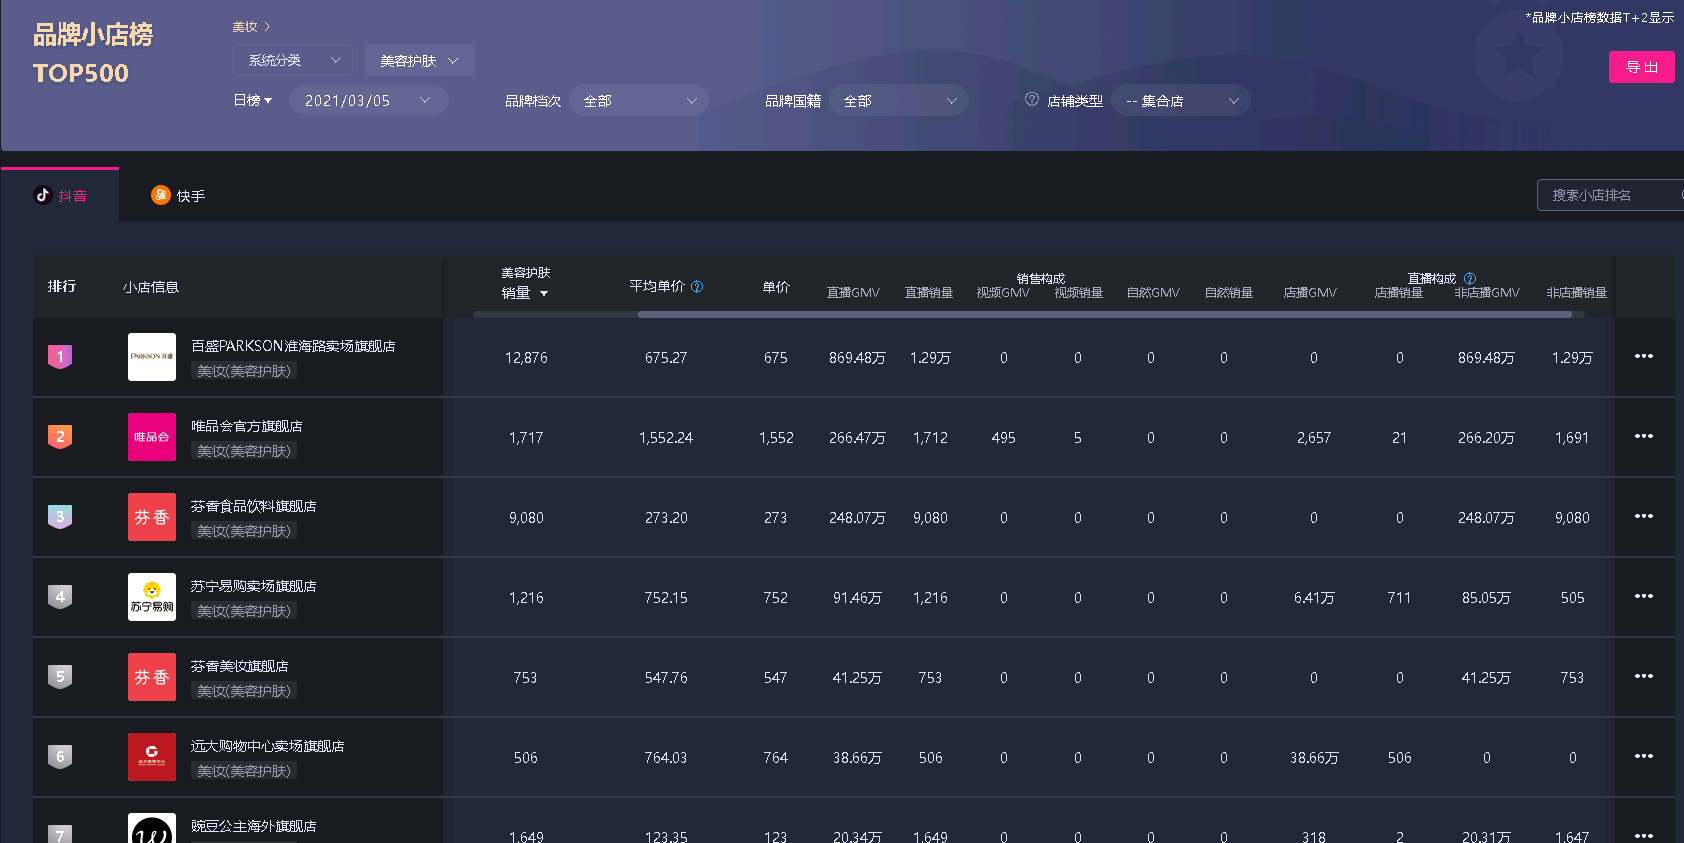 品牌小店榜
TOP500
美妆
*品牌小店榜数据T+2显示
系统分类 美容护肤
导出
日榜 2021/03/05 品牌档次 全部 品牌国籍 全部 店铺类型 -- 集合店
抖音 快手 搜索小店排名
排行 小店信息 美容护肤 销量 平均单价 单价 销售构成 直播构成
直播GMV 直播销量 视频GMV 视频销量 自然GMV 自然销量 店播GMV 店播销量 非店播GMV 非店播销量
1 PARKSON 百盛 百盛PARKSON淮海路卖场旗舰店
美妆(美容护肤)
12,876 675.27 675 869.48万 1.29万 0 0 0 0 0 0 869.48万 1.29万
2 唯品会 唯品会官方旗舰店
美妆(美容护肤)
1,717 1,552.24 1,552 266.47万 1,712 495 5 0 0 2,657 21 266.20万 1,691
3 芬香 芬香食品饮料旗舰店
美妆(美容护肤)
9,080 273.20 273 248.07万 9,080 0 0 0 0 0 0 248.07万 9,080
4 苏宁易购 苏宁易购卖场旗舰店
美妆(美容护肤)
1,216 752.15 752 91.46万 1,216 0 0 0 0 6.41万 711 85.05万 505
5 芬香 芬香美妆旗舰店
美妆(美容护肤)
753 547.76 547 41.25万 753 0 0 0 0 0 0 41.25万 753
6 远大购物中心卖场旗舰店
美妆(美容护肤)
506 764.03 764 38.66万 506 0 0 0 0 38.66万 506 0 0
7 豌豆公主海外旗舰店
1,649 123.35 123 20.34万 1,649 0 0 0 0 318 2 20.31万 1,647